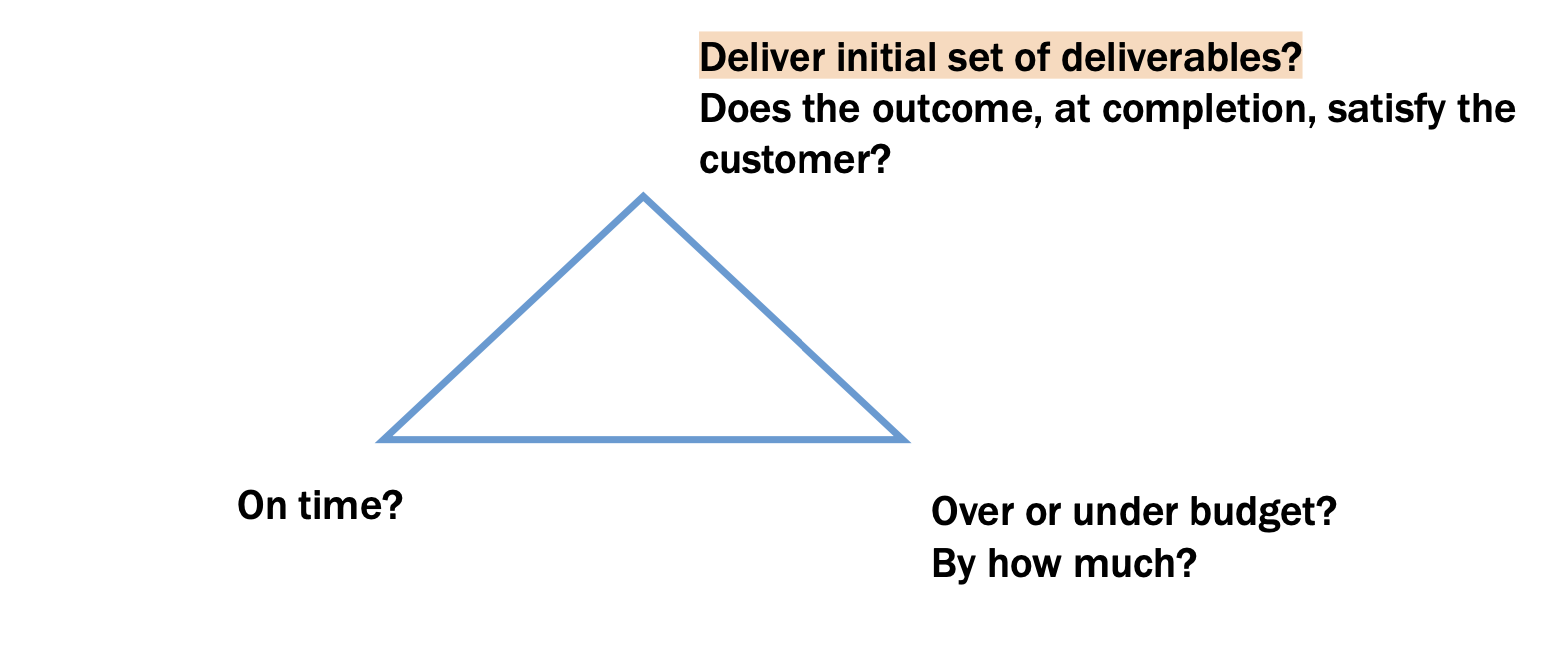 Deliver initial set of deliverables?
Does the outcome, at completion, satisfy the
customer?
On time?
Over or under budget?
By how much?